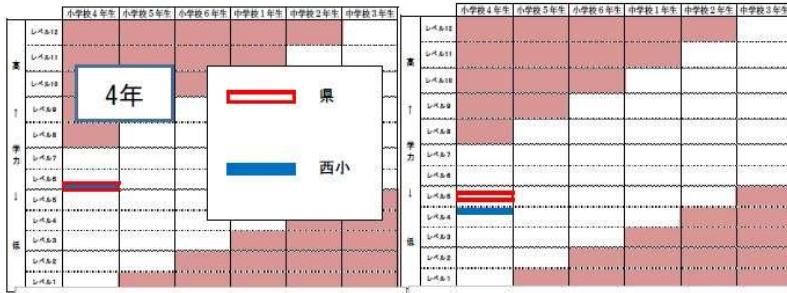 小学校4年生 小学校5年生 小学校6年生 中学校1年生 中学校2年生 中学校3年生
高 ↑ 学力 ↓ 低
レベル12
レベル11
レベル10
レベル9
レベル8
レベル7
レベル6
レベル5
レベル4
レベル3
レベル2
レベル1
4年
県
西小
小学校4年生 小学校5年生 小学校6年生 中学校1年生 中学校2年生 中学校3年生
高 ↑ 学力 ↓ 低
レベル12
レベル11
レベル10
レベル9
レベル8
レベル7
レベル6
レベル5
レベル4
レベル3
レベル2
レベル1